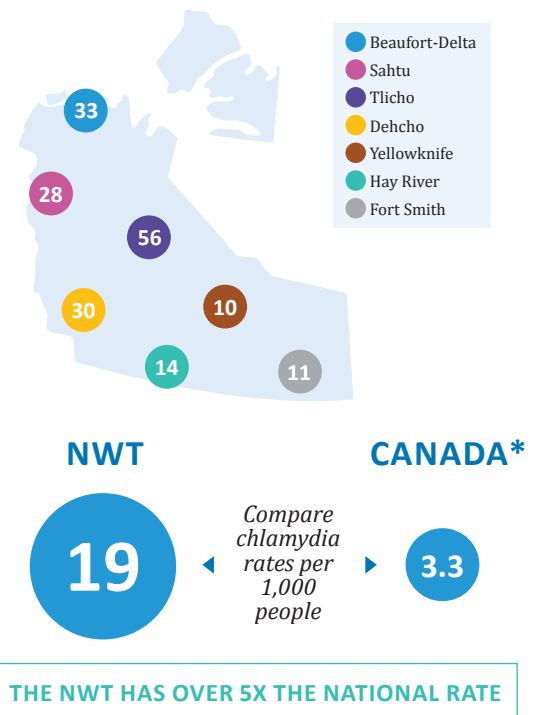 Beaufort-Delta
Sahtu
Tlicho
Dehcho
Yellowknife
Hay River
Fort Smith
33
28
56
30
10
14
11
NWT
CANADA*
19
Compare
chlamydia
rates per
1,000
people
3.3
THE NWT HAS OVER 5X THE NATIONAL RATE